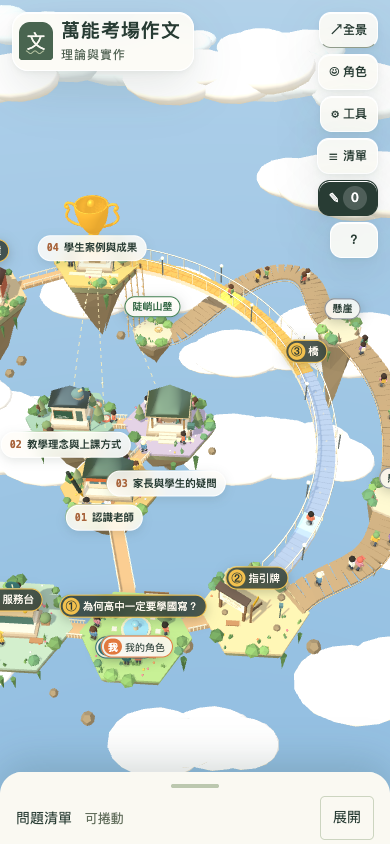 文
萬能考場作文
理論與實作
↗全景
☺ 角色
⚙ 工具
≡ 清單
✎ 0
?
04 學生案例與成果
陡峭山壁
懸崖
③ 橋
02 教學理念與上課方式
03 家長與學生的疑問
01 認識老師
② 指引牌
服務台
① 為何高中一定要學國寫？
我 我的角色
問題清單 可捲動
展開